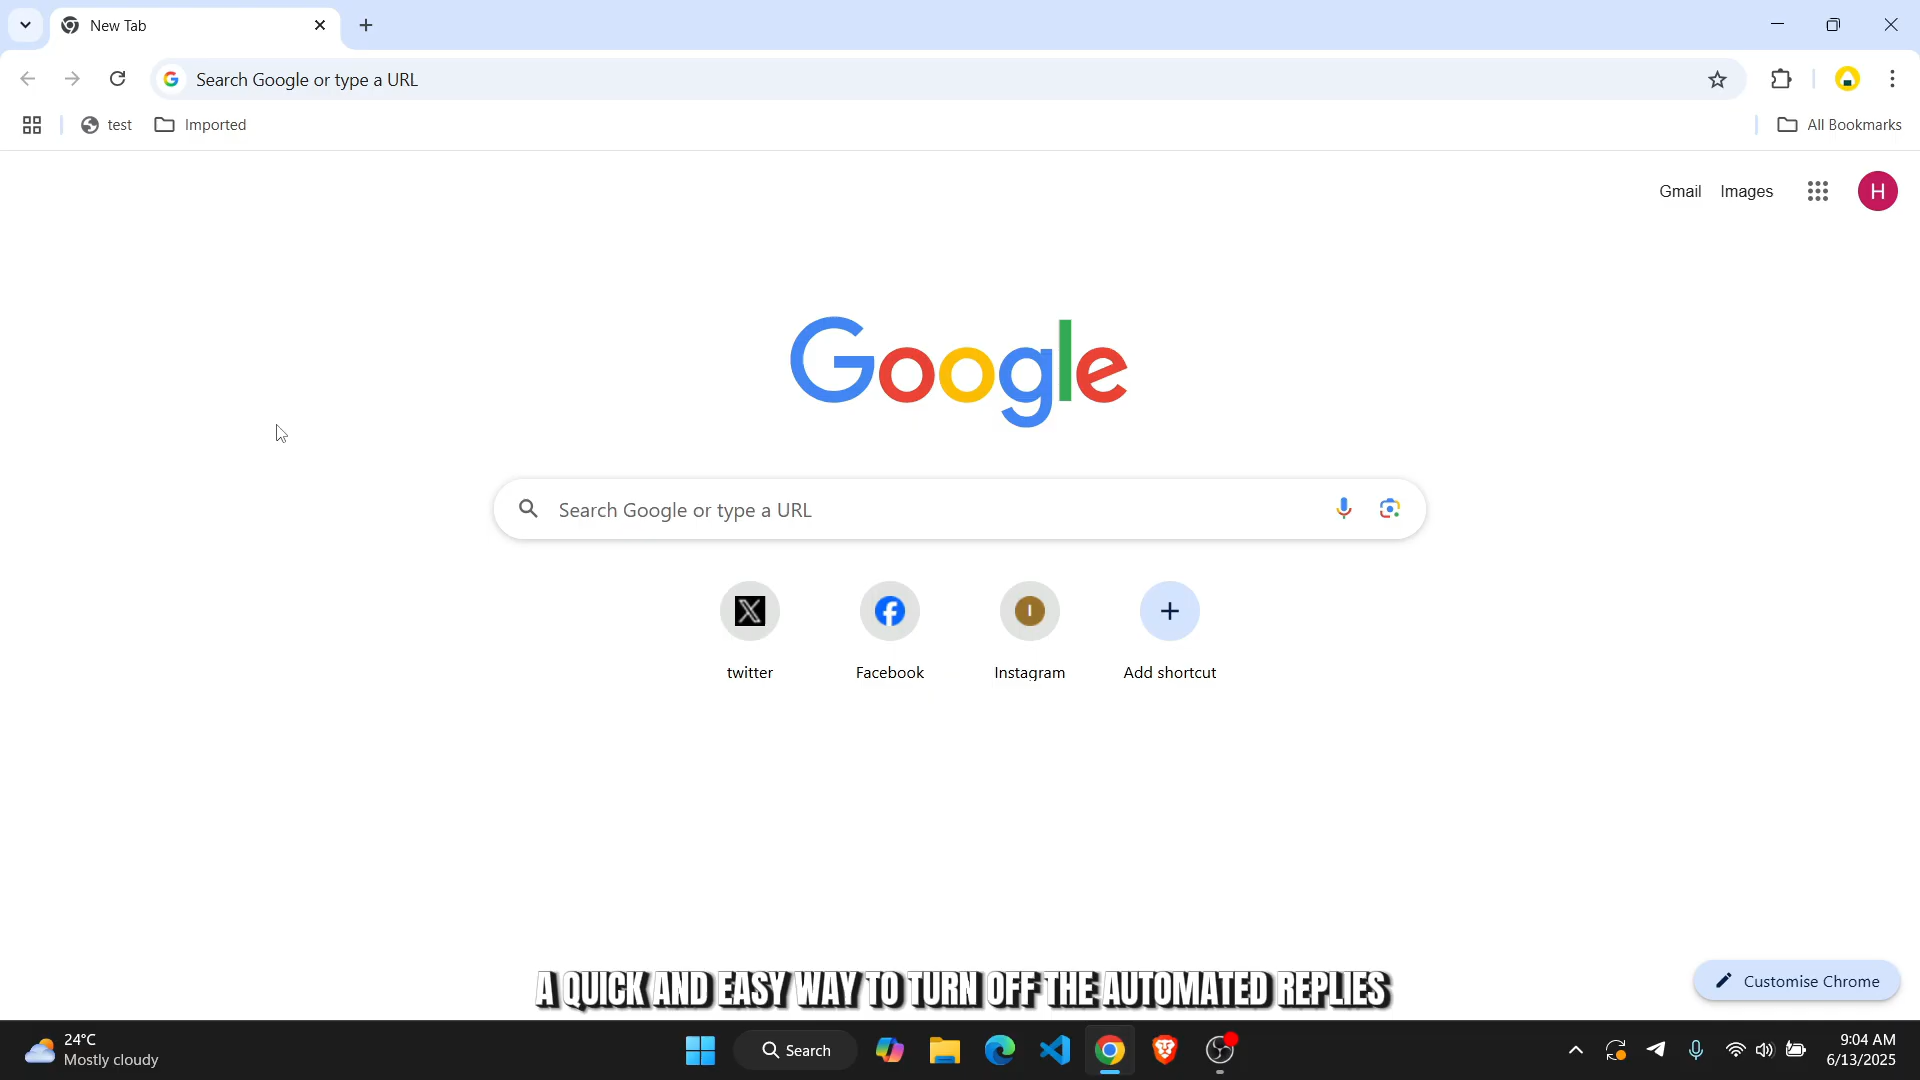 New Tab
Search Google or type a URL
test
Imported
All Bookmarks
Gmail
Images
H
Google
Search Google or type a URL
twitter
Facebook
I
Instagram
Add shortcut
A QUICK AND EASY WAY TO TURN OFF THE AUTOMATED REPLIES
Customise Chrome
24°C
Mostly cloudy
Search
9:04 AM
6/13/2025